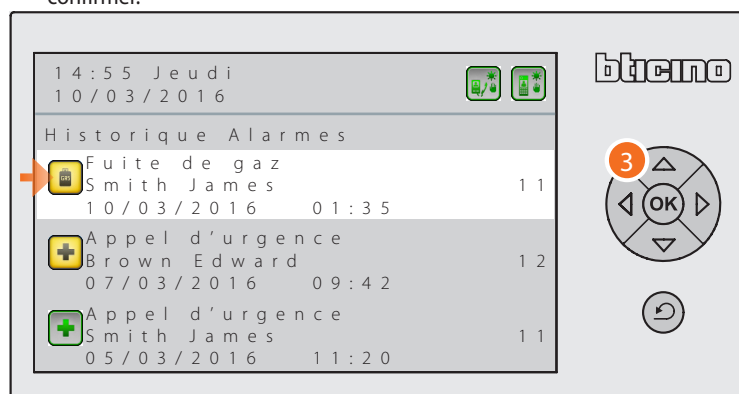 confirmer.
14:55 Jeudi
10/03/2016
bticino
Historique Alarmes
Fuite de gaz
GAS
Smith James 11
10/03/2016 01:35
3
OK
Appel d'urgence
Brown Edward 12
07/03/2016 09:42
Appel d'urgence
Smith James 11
05/03/2016 11:20